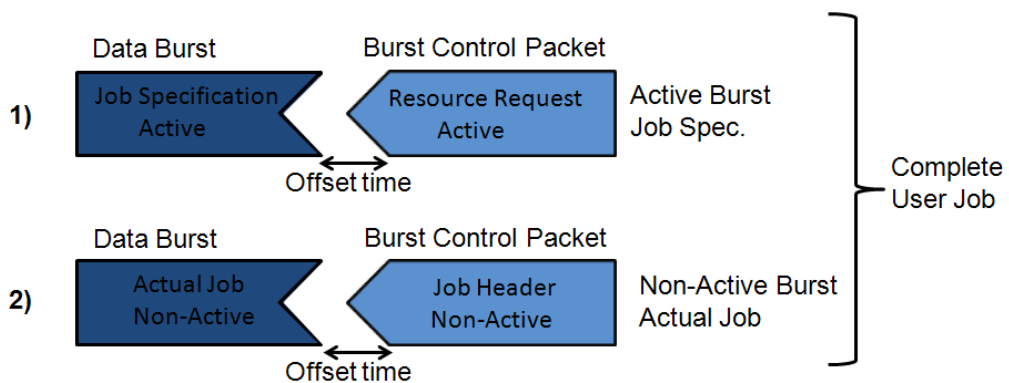 Data Burst
Burst Control Packet
1)
Job Specification
Active
Resource Request
Active
Active Burst
Job Spec.
Offset time
Complete
User Job
Data Burst
Burst Control Packet
2)
Actual Job
Non-Active
Job Header
Non-Active
Non-Active Burst
Actual Job
Offset time